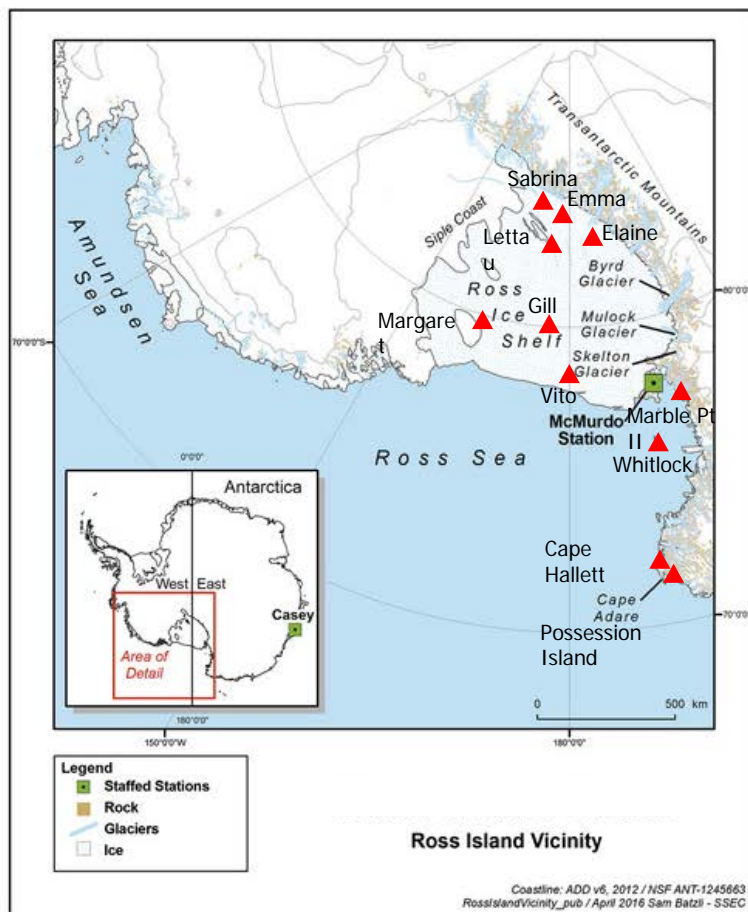 Transantarctic Mountains
Sabrina
Emma
Siple Coast
Letta
u
Elaine
Amundsen
Sea
Byrd
Glacier
80°0'0"
Ross
Ice
Shelf
Gill
Mulock
Glacier
Margare
t
70°0'0"S
Skelton
Glacier
Vito
McMurdo
Station
Marble Pt
II
Whitlock
Ross Sea
0°0'0"
Antarctica
West East
Casey
Area of
Detail
180°0'0"
Cape
Hallett
Cape
Adare
70°0'0"
Possession
Island
0 500 km
150°0'0"W
180°0'0"
Legend
Staffed Stations
Rock
Glaciers
Ice
Ross Island Vicinity
Coastline: ADD v6, 2012 / NSF ANT-1245663
RossIslandVicinity_pub / April 2016 Sam Batzli - SSEC